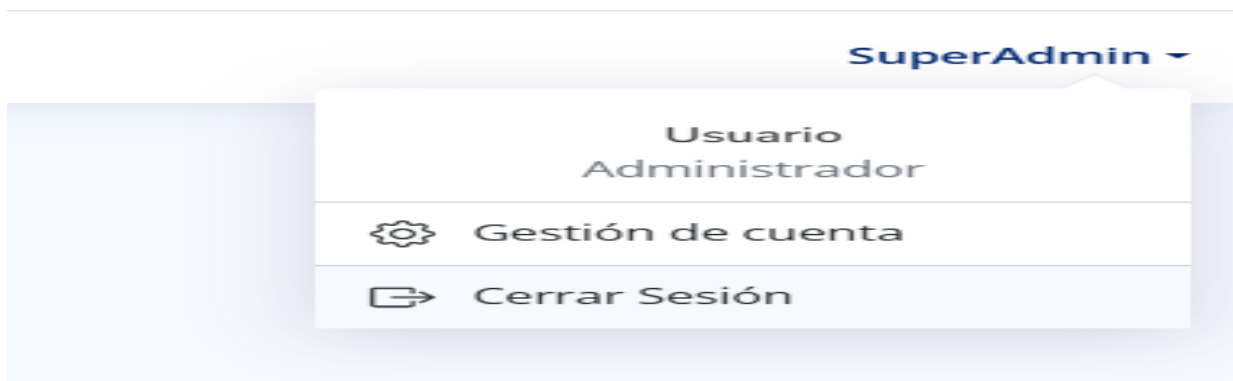 SuperAdmin
Usuario
Administrador
Gestión de cuenta
Cerrar Sesión